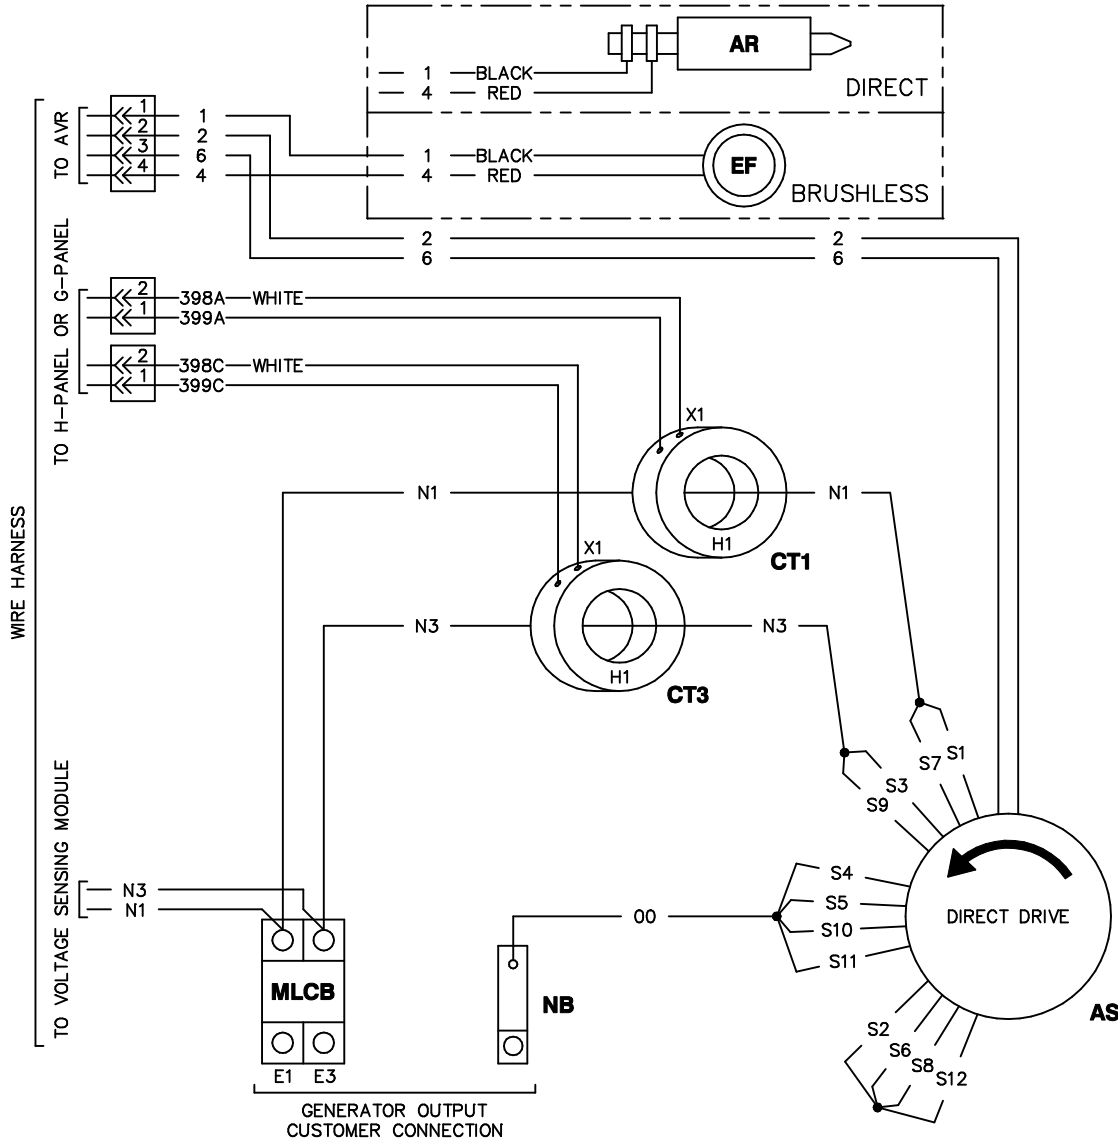 AR
1 BLACK
4 RED
DIRECT
TO AVR
1 1
2 2
3 6
4 4
1 BLACK
4 RED
EF
BRUSHLESS
2 2
6 6
TO H-PANEL OR G-PANEL
2 398A WHITE
1 399A
2 398C WHITE
1 399C
X1
N1 N1
H1
CT1
X1
N3 N3
H1
CT3
WIRE HARNESS
S7 S1
S3
S9
TO VOLTAGE SENSING MODULE
N3
N1
S4
S5
S10
S11
00
DIRECT DRIVE
AS
MLCB
NB
S2
S6
S8
S12
E1 E3
GENERATOR OUTPUT
CUSTOMER CONNECTION